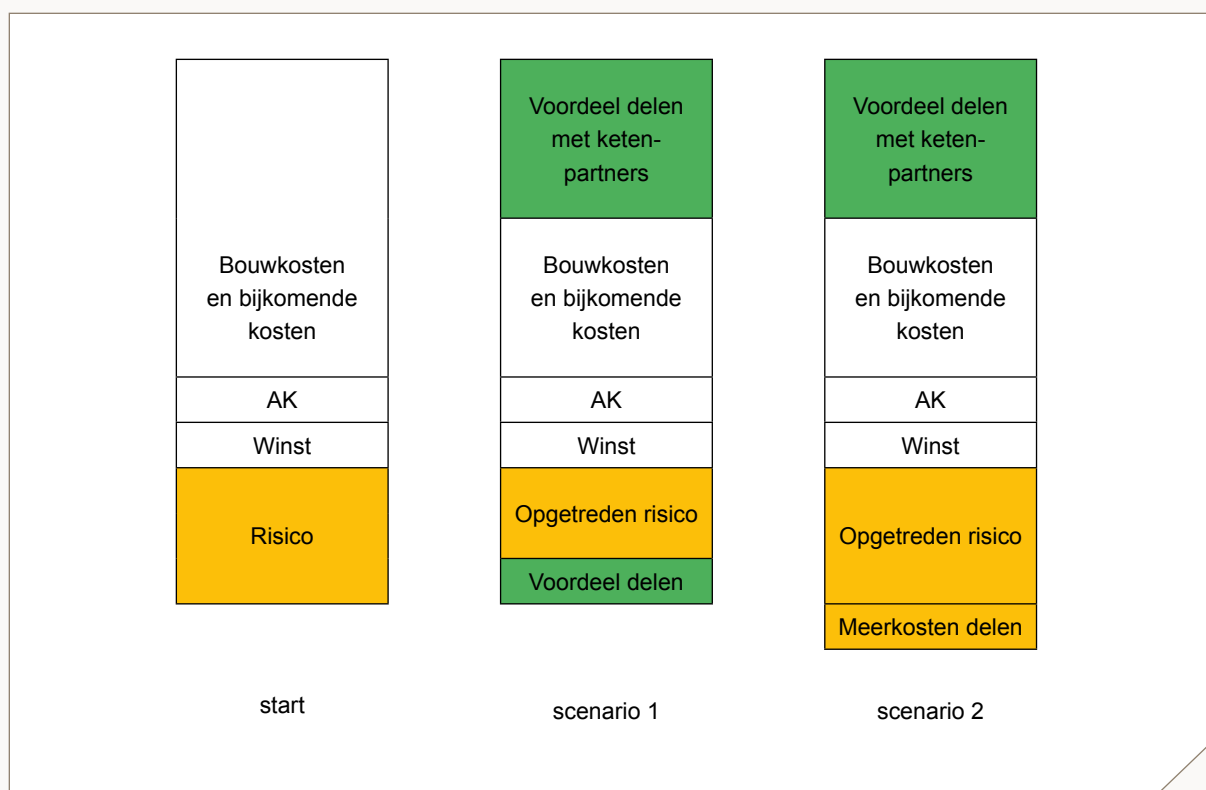 Bouwkosten
en bijkomende
kosten
AK
Winst
Risico
start
Voordeel delen
met keten-
partners
Bouwkosten
en bijkomende
kosten
AK
Winst
Opgetreden risico
Voordeel delen
scenario 1
Voordeel delen
met keten-
partners
Bouwkosten
en bijkomende
kosten
AK
Winst
Opgetreden risico
Meerkosten delen
scenario 2